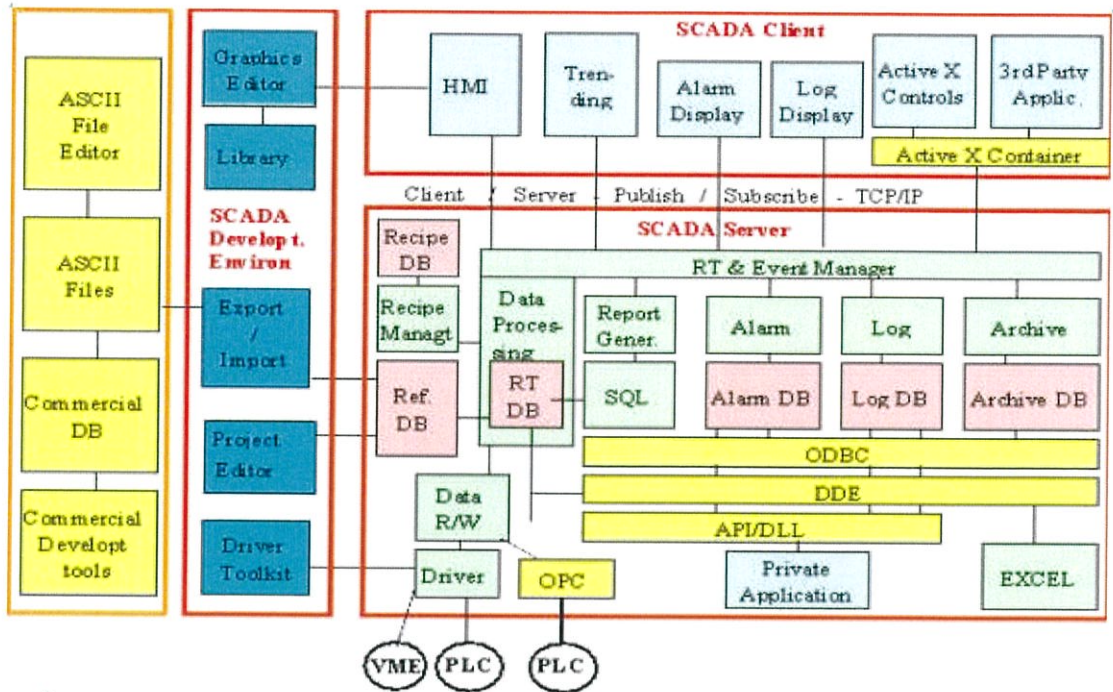 ASCII
File
Editor
ASCII
Files
Commercial
DB
Commercial
Developt
tools
Graphics
Editor
Library
SCADA
Developt.
Environ
Export
/
Import
Project
Editor
Driver
Toolkit
SCADA Client
HMI
Tren-
ding
Alarm
Display
Log
Display
Active X
Controls
3rd Party
Applic.
Active X Container
Client / Server - Publish / Subscribe - TCP/IP
SCADA Server
Recipe
DB
RT & Event Manager
Recipe
Managt
Data
Proces-
sing
Report
Gener.
Alarm
Log
Archive
Ref.
DB
RT
DB
SQL
Alarm DB
Log DB
Archive DB
ODBC
DDE
API/DLL
Data
R/W
Driver
OPC
Private
Application
EXCEL
VME
PLC
PLC